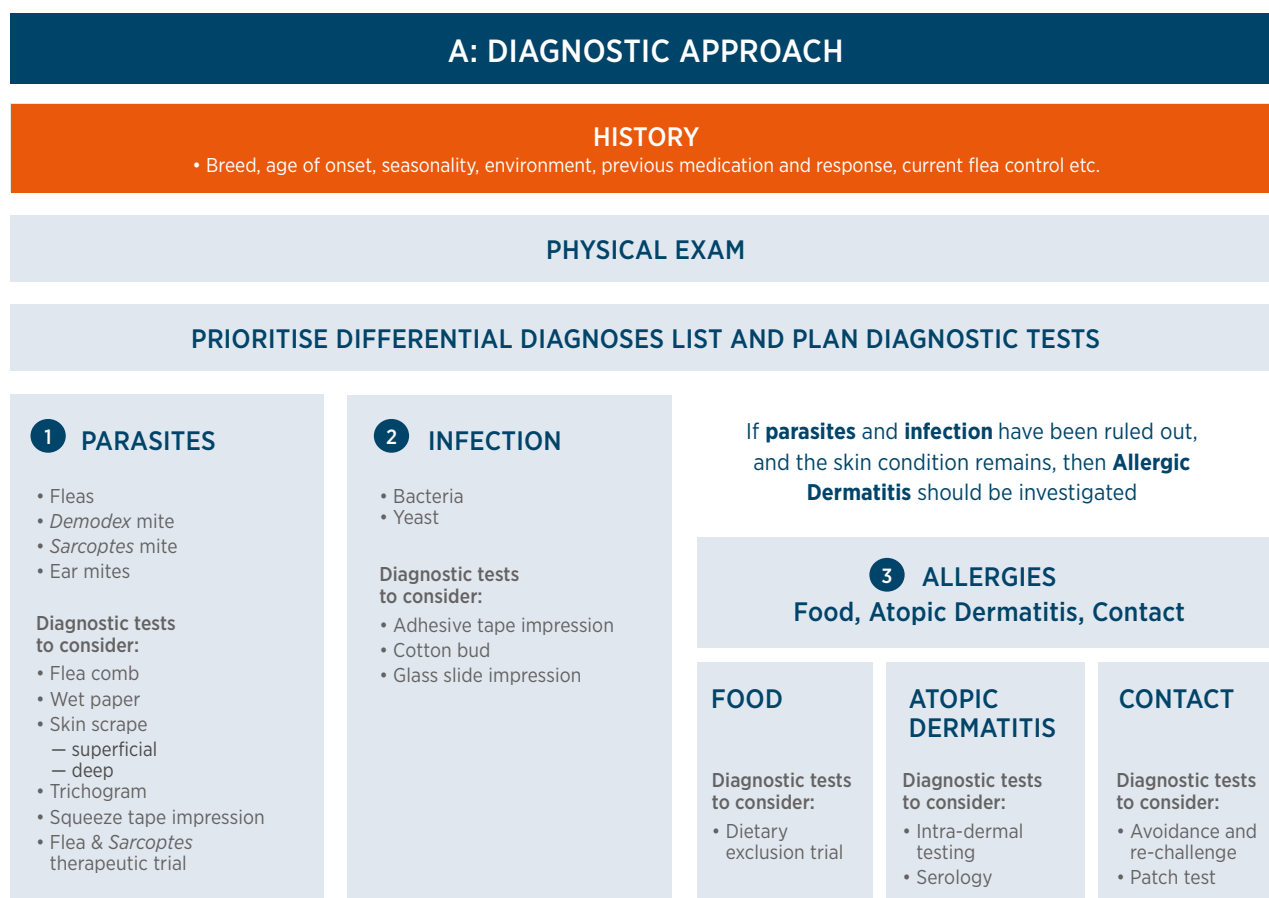 A: DIAGNOSTIC APPROACH
HISTORY
• Breed, age of onset, seasonality, environment, previous medication and response, current flea control etc.
PHYSICAL EXAM
PRIORITISE DIFFERENTIAL DIAGNOSES LIST AND PLAN DIAGNOSTIC TESTS
1 PARASITES
• Fleas
• Demodex mite
• Sarcoptes mite
• Ear mites
Diagnostic tests
to consider:
• Flea comb
• Wet paper
• Skin scrape
— superficial
— deep
• Trichogram
• Squeeze tape impression
• Flea & Sarcoptes
therapeutic trial
2 INFECTION
• Bacteria
• Yeast
Diagnostic tests
to consider:
• Adhesive tape impression
• Cotton bud
• Glass slide impression
If parasites and infection have been ruled out,
and the skin condition remains, then Allergic
Dermatitis should be investigated
3 ALLERGIES
Food, Atopic Dermatitis, Contact
FOOD
Diagnostic tests
to consider:
• Dietary
exclusion trial
ATOPIC
DERMATITIS
Diagnostic tests
to consider:
• Intra-dermal
testing
• Serology
CONTACT
Diagnostic tests
to consider:
• Avoidance and
re-challenge
• Patch test